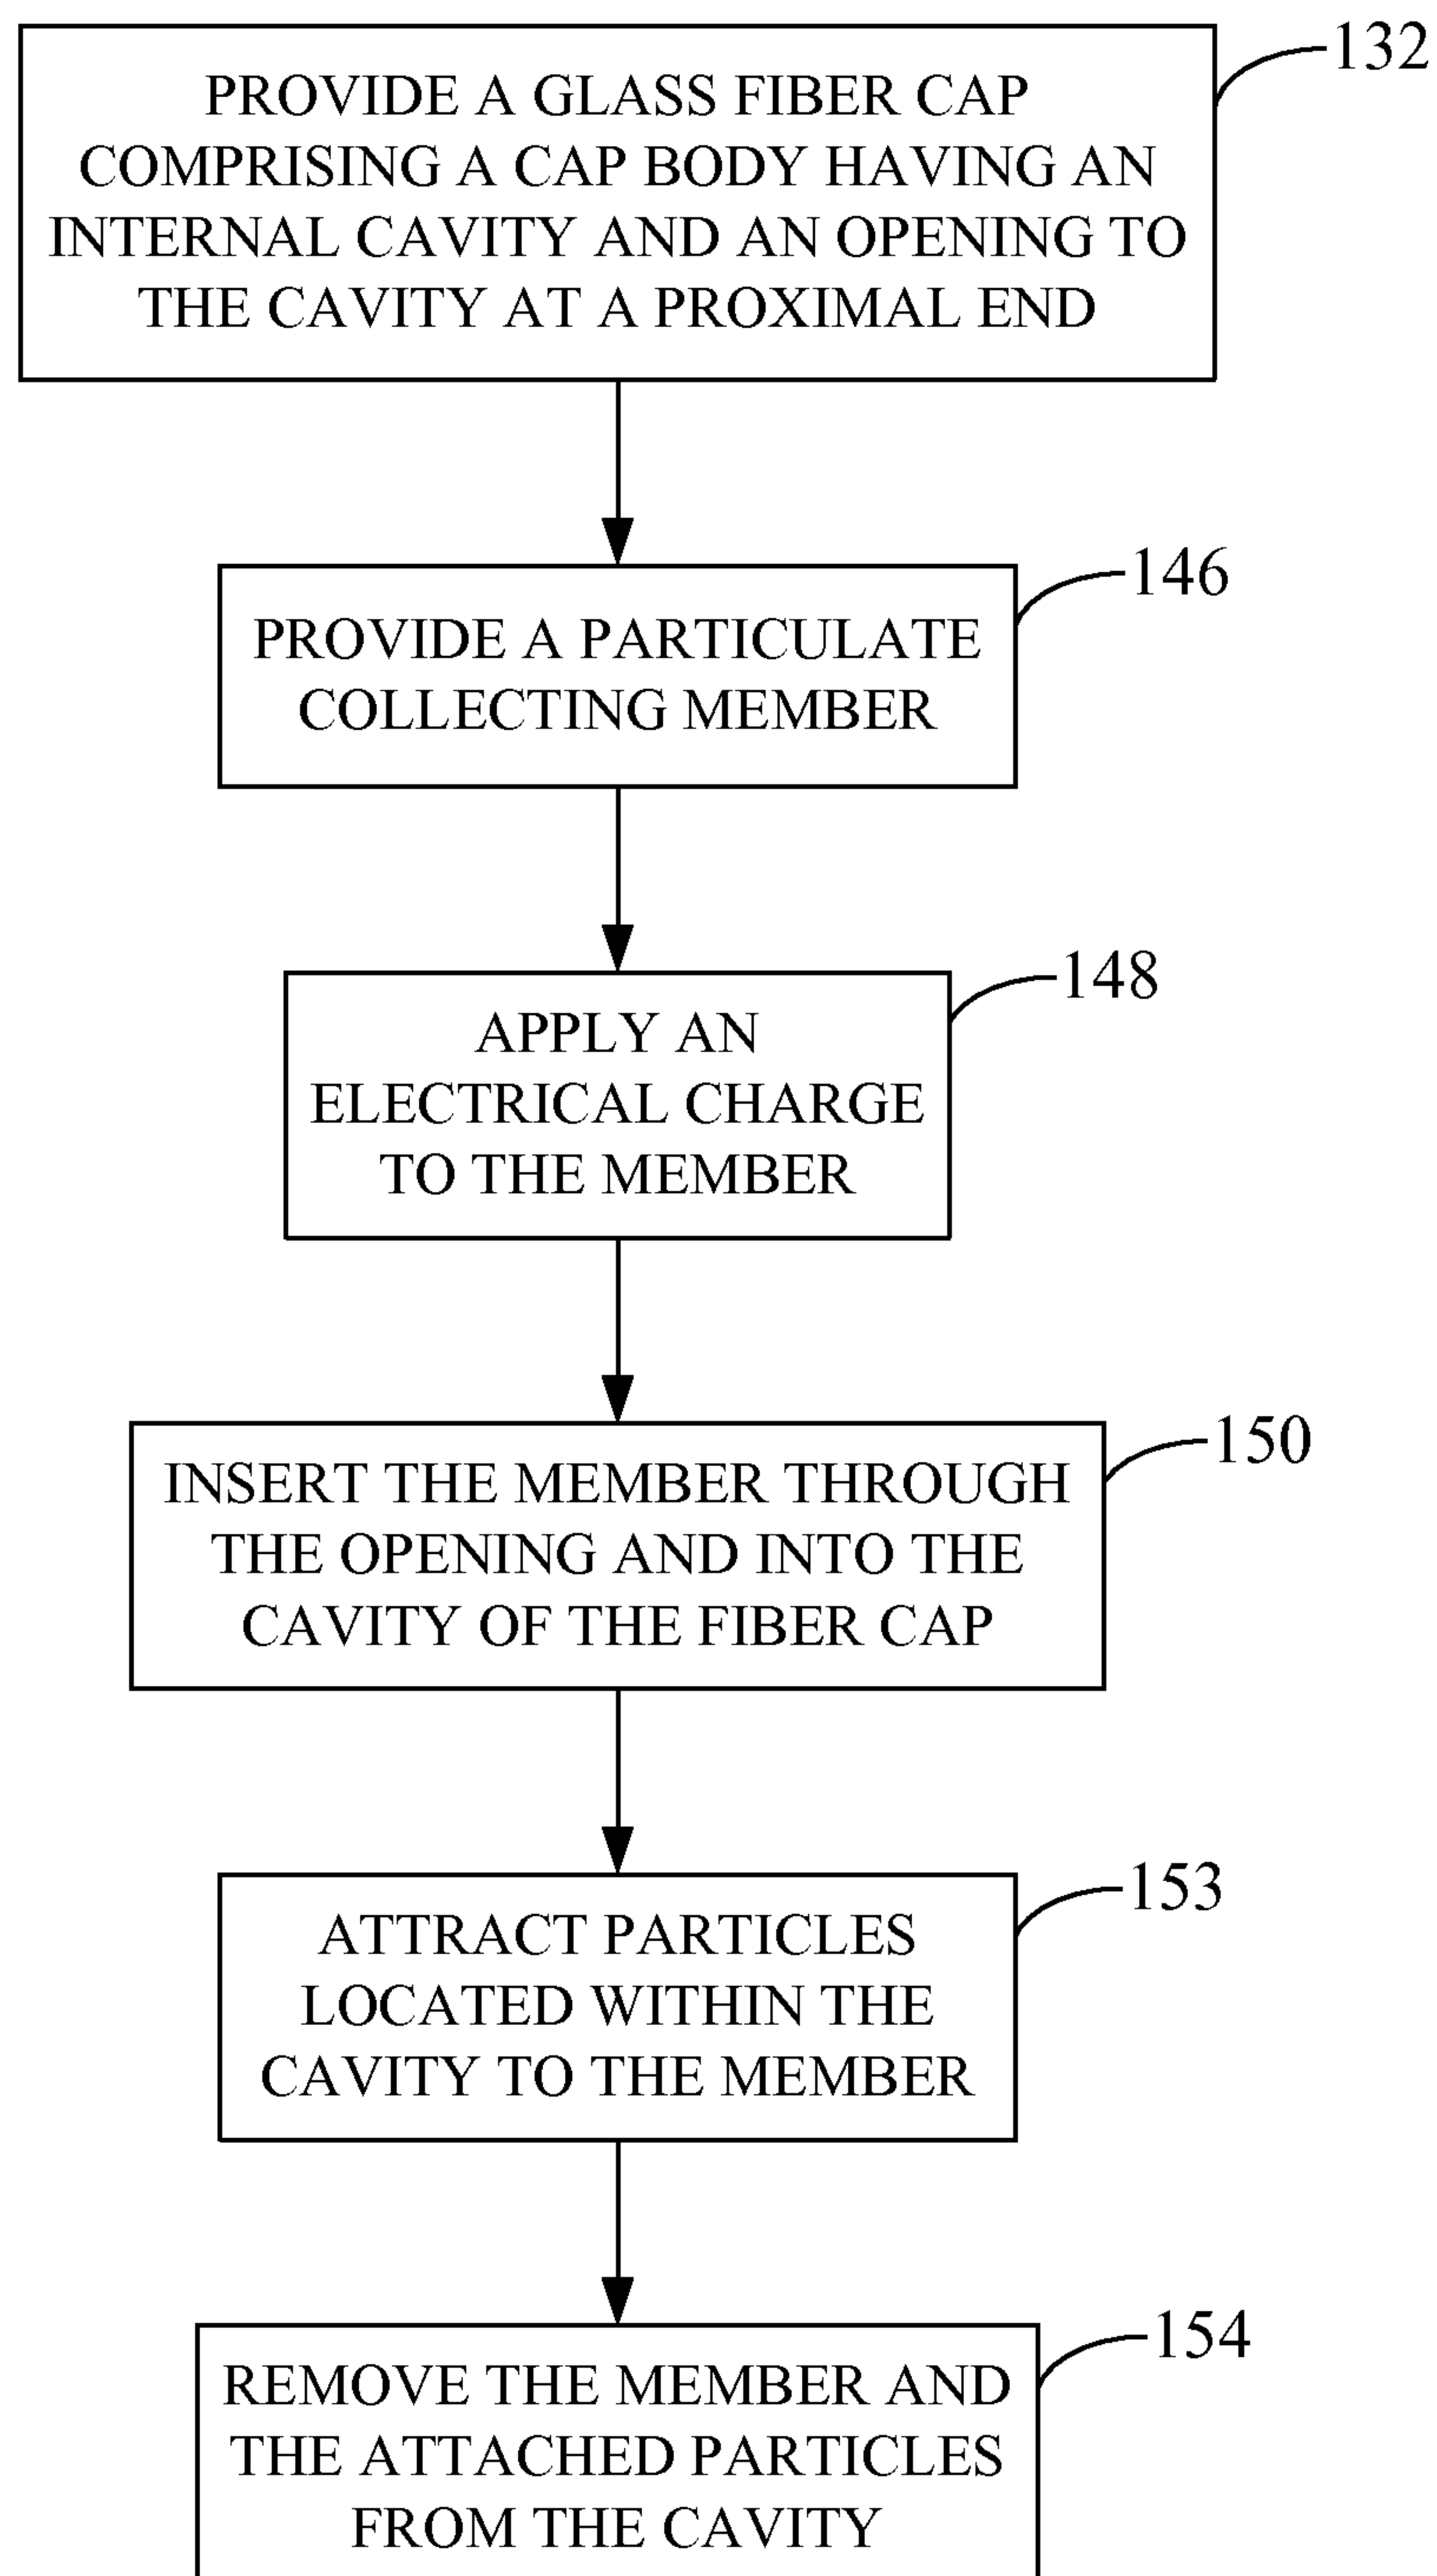 132
PROVIDE A GLASS FIBER CAP
COMPRISING A CAP BODY HAVING AN
INTERNAL CAVITY AND AN OPENING TO
THE CAVITY AT A PROXIMAL END
146
PROVIDE A PARTICULATE
COLLECTING MEMBER
148
APPLY AN
ELECTRICAL CHARGE
TO THE MEMBER
150
INSERT THE MEMBER THROUGH
THE OPENING AND INTO THE
CAVITY OF THE FIBER CAP
153
ATTRACT PARTICLES
LOCATED WITHIN THE
CAVITY TO THE MEMBER
154
REMOVE THE MEMBER AND
THE ATTACHED PARTICLES
FROM THE CAVITY